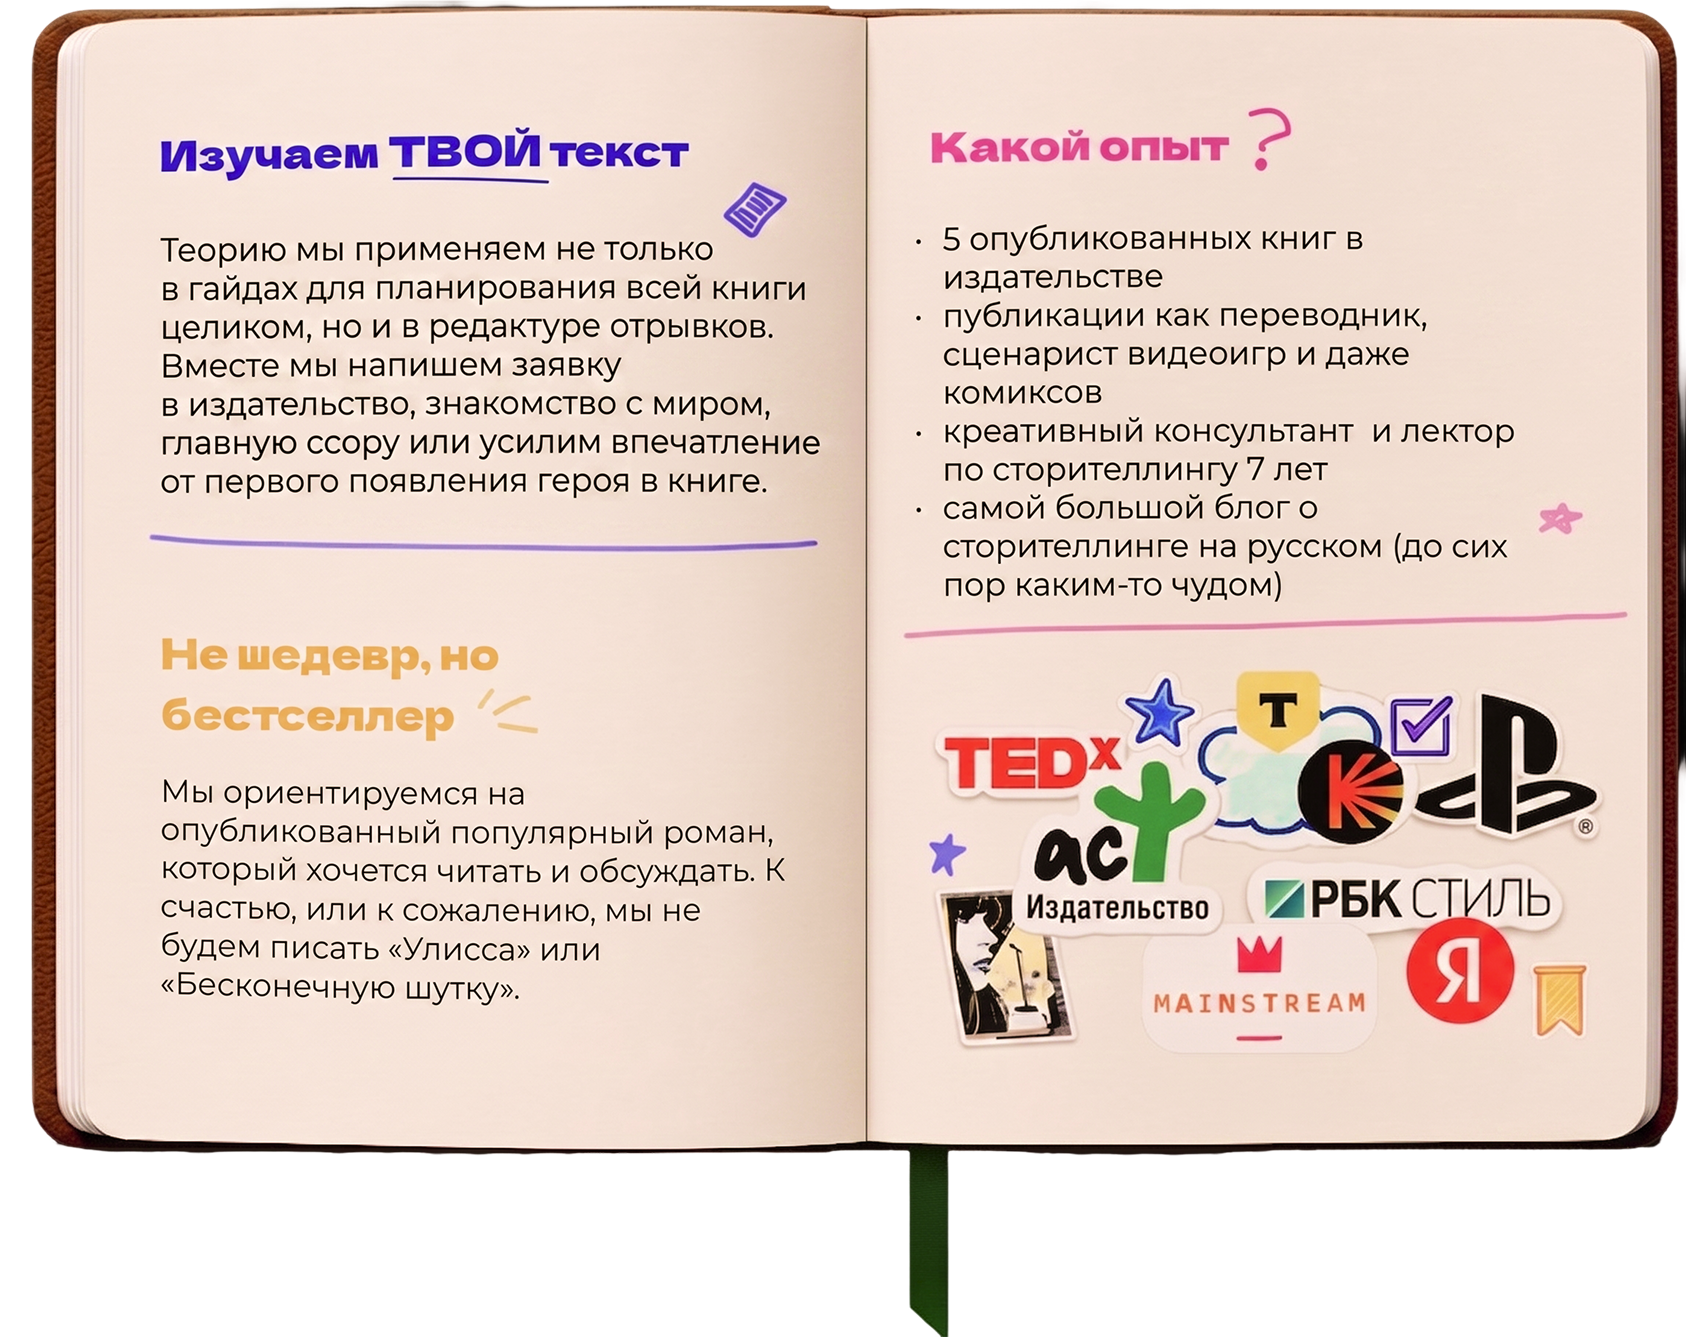 Изучаем ТВОЙ текст
Теорию мы применяем не только
в гайдах для планирования всей книги
целиком, но и в редактуре отрывков.
Вместе мы напишем заявку
в издательство, знакомство с миром,
главную ссору или усилим впечатление
от первого появления героя в книге.
Не шедевр, но
бестселлер
Мы ориентируемся на
опубликованный популярный роман,
который хочется читать и обсуждать. К
счастью, или к сожалению, мы не
будем писать «Улисса» или
«Бесконечную шутку».
Какой опыт ?
· 5 опубликованных книг в
издательстве
· публикации как переводник,
сценарист видеоигр и даже
комиксов
· креативный консультант  и лектор
по сторителлингу 7 лет
· самой большой блог о
сторителлинге на русском (до сих
пор каким-то чудом)
T
TEDx
K
®
аст
Издательство
РБК СТИЛЬ
MAINSTREAM
Я